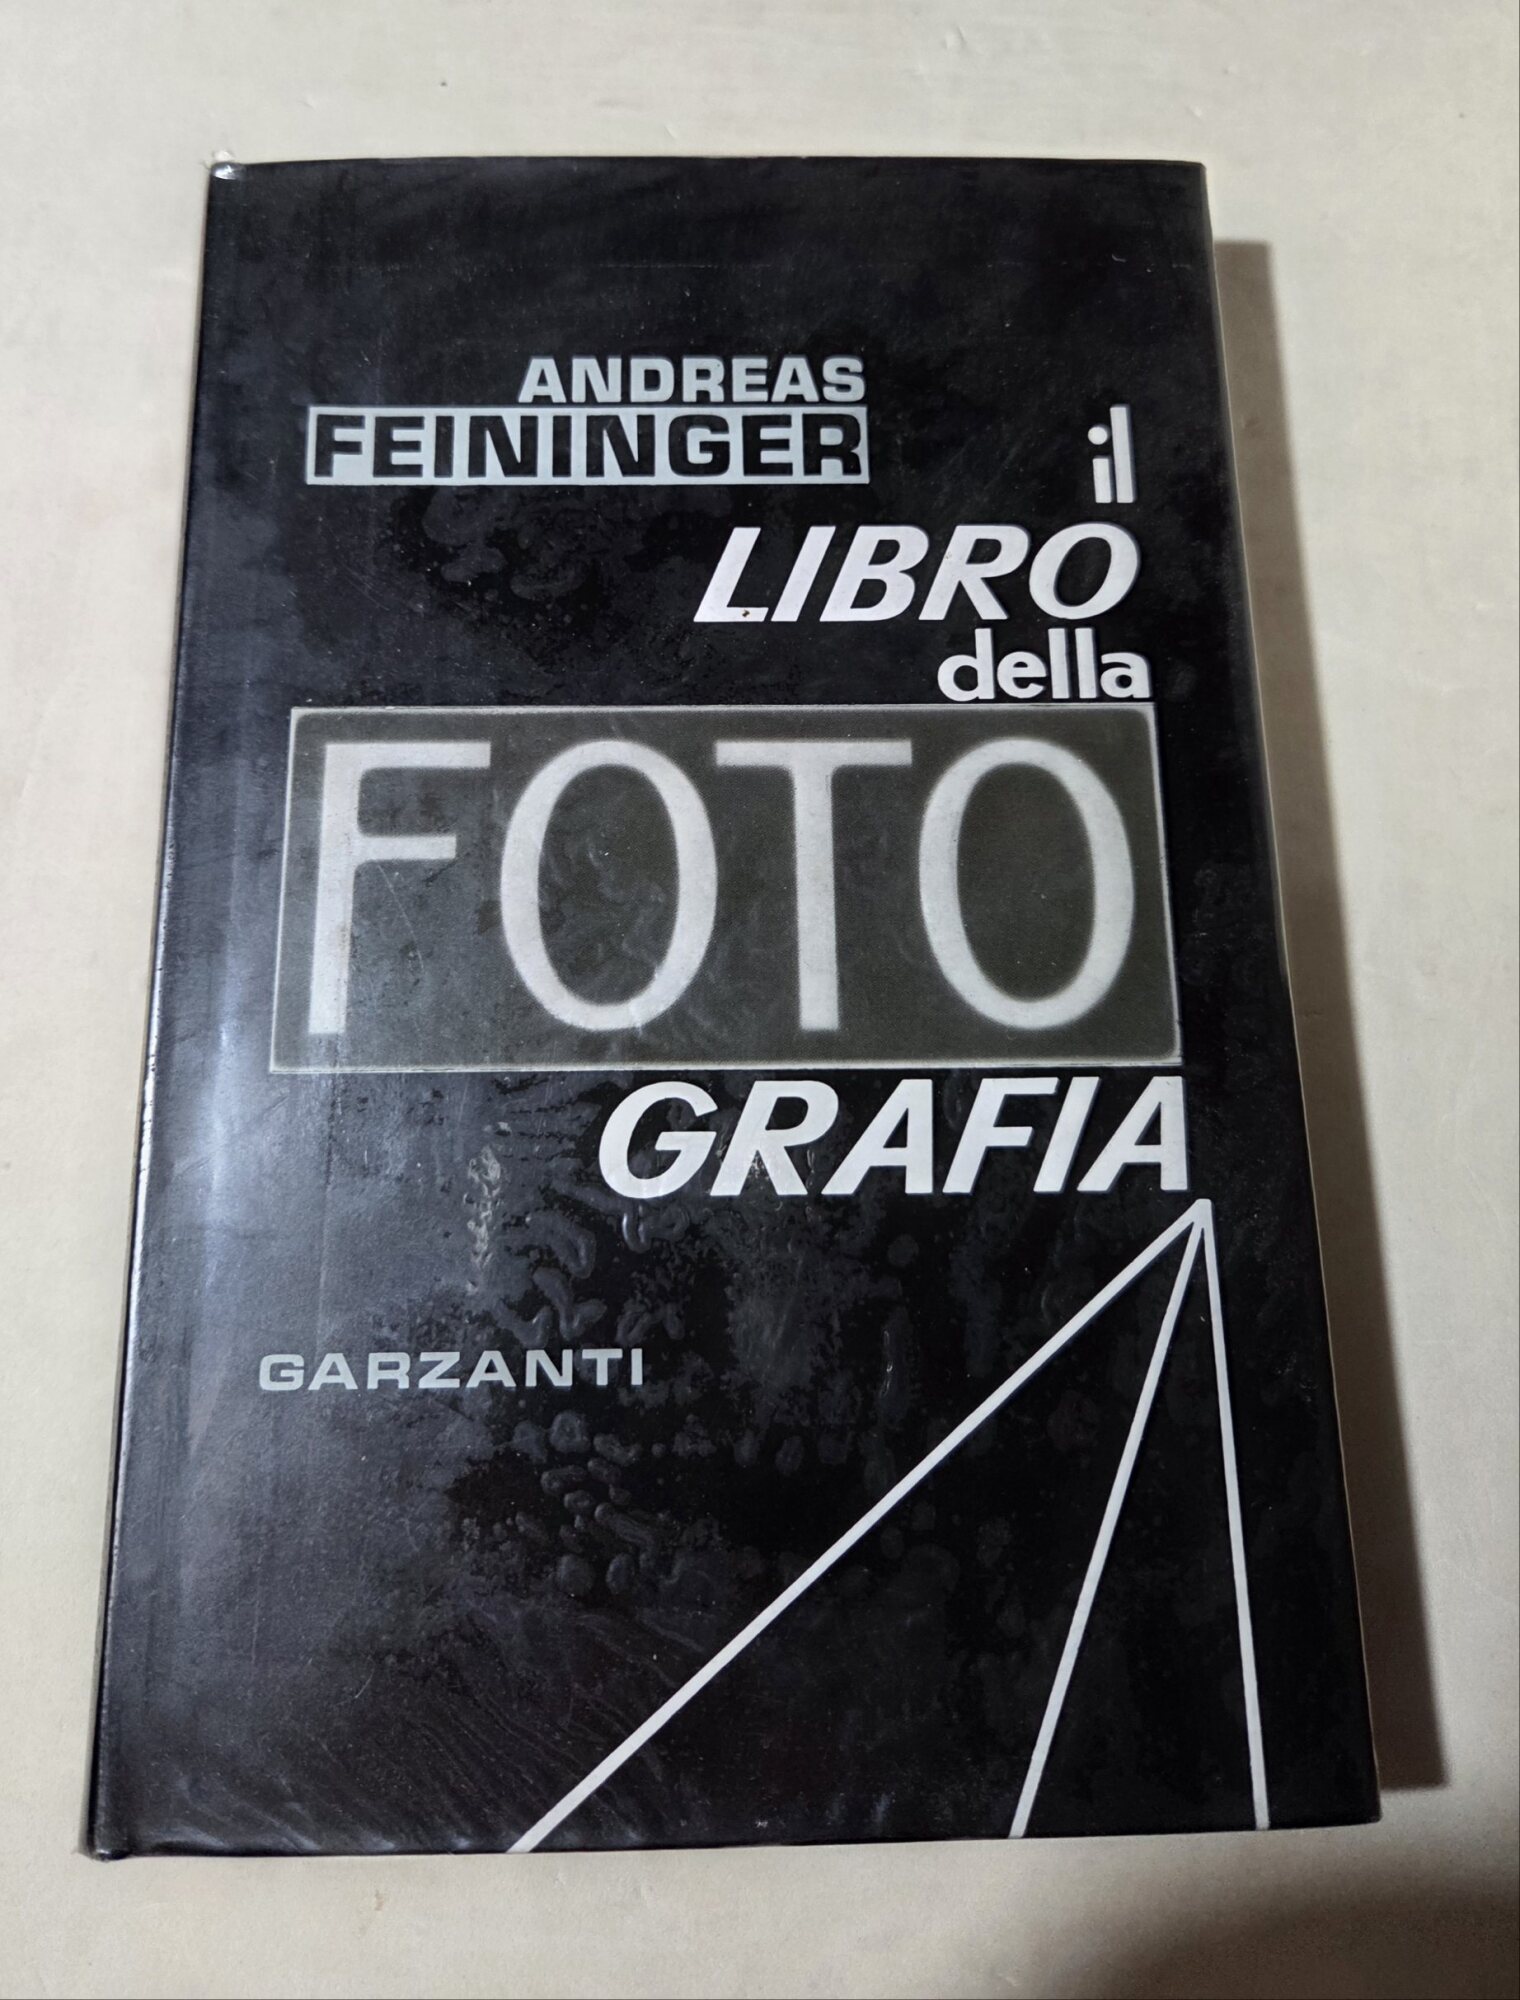 ANDREAS
FEININGER
il
LIBRO
della
FOTO
GRAFIA
GARZANTI